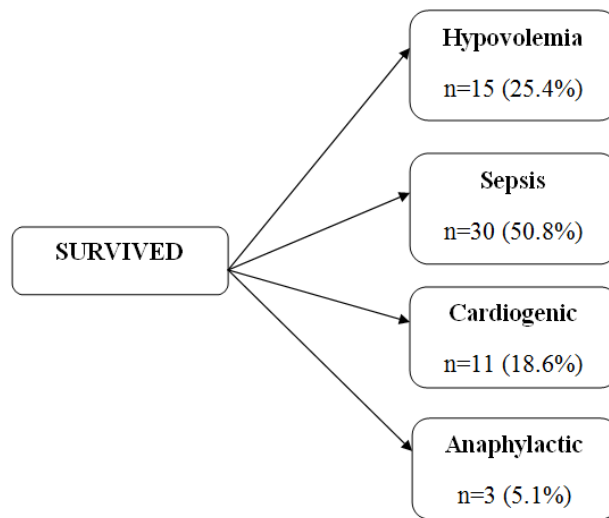 SURVIVED
Hypovolemia
n=15 (25.4%)
Sepsis
n=30 (50.8%)
Cardiogenic
n=11 (18.6%)
Anaphylactic
n=3 (5.1%)